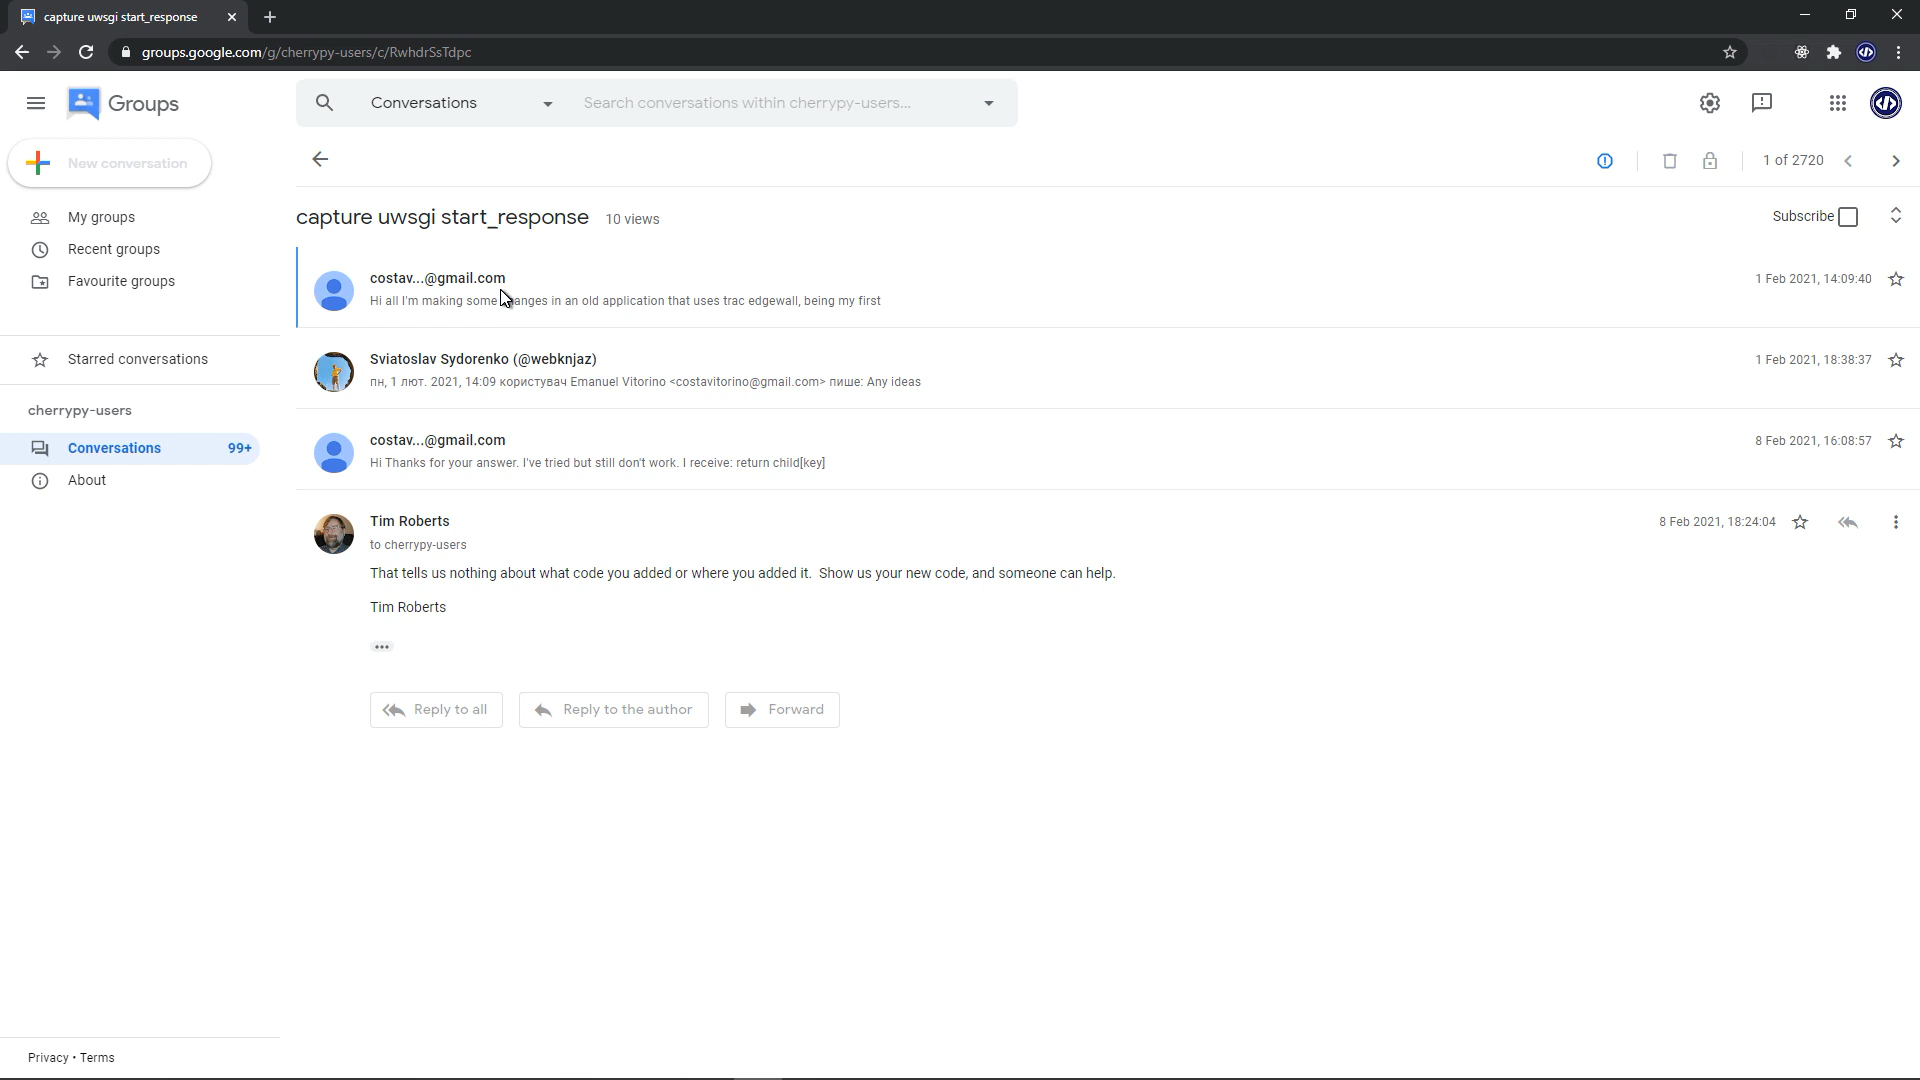 capture uwsgi start_response
groups.google.com/g/cherrypy-users/c/RwhdrSsTdpc
Groups
Conversations
Search conversations within cherrypy-users...
New conversation
1 of 2720
My groups
Recent groups
Favourite groups
Starred conversations
cherrypy-users
Conversations 99+
About
capture uwsgi start_response 10 views
Subscribe
costav...@gmail.com 1 Feb 2021, 14:09:40
Hi all I'm making some anges in an old application that uses trac edgewall, being my first
Sviatoslav Sydorenko (@webknjaz) 1 Feb 2021, 18:38:37
пн, 1 лют. 2021, 14:09 користувач Emanuel Vitorino <costavitorino@gmail.com> пише: Any ideas
costav...@gmail.com 8 Feb 2021, 16:08:57
Hi Thanks for your answer. I've tried but still don't work. I receive: return child[key]
Tim Roberts 8 Feb 2021, 18:24:04
to cherrypy-users
That tells us nothing about what code you added or where you added it. Show us your new code, and someone can help.
Tim Roberts
Reply to all
Reply to the author
Forward
Privacy • Terms